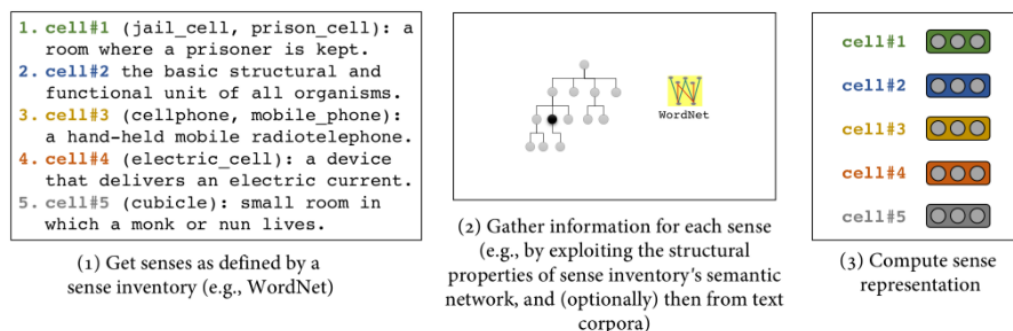 1. cell#1 (jail_cell, prison_cell): a
room where a prisoner is kept.
2. cell#2 the basic structural and
functional unit of all organisms.
3. cell#3 (cellphone, mobile_phone):
a hand-held mobile radiotelephone.
4. cell#4 (electric_cell): a device
that delivers an electric current.
5. cell#5 (cubicle): small room in
which a monk or nun lives.
(1) Get senses as defined by a
sense inventory (e.g., WordNet)
W
WordNet
(2) Gather information for each sense
(e.g., by exploiting the structural
properties of sense inventory's semantic
network, and (optionally) then from text
corpora)
cell#1
cell#2
cell#3
cell#4
cell#5
(3) Compute sense
representation